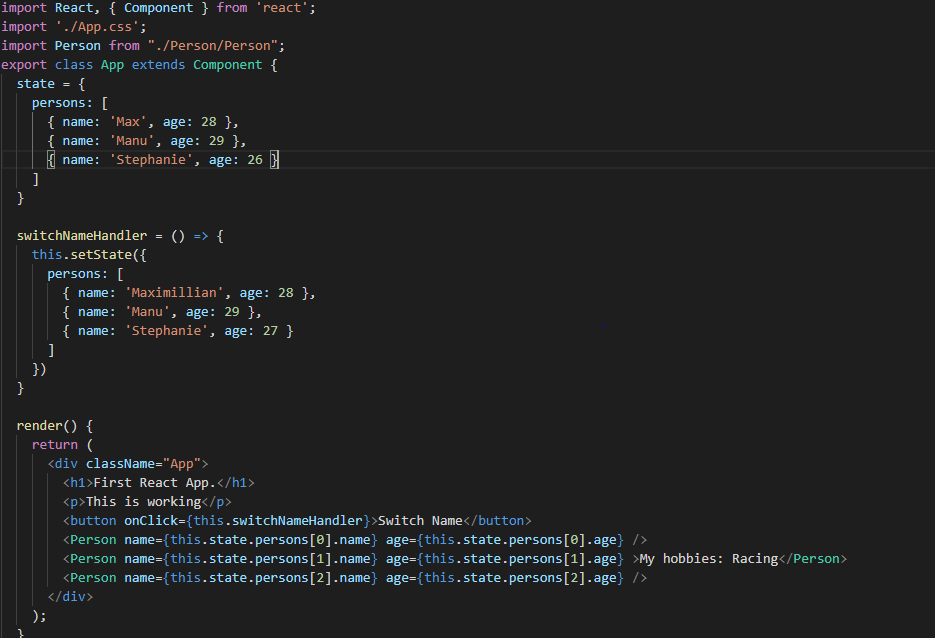 import React, { Component } from 'react';
import './App.css';
import Person from "./Person/Person";
export class App extends Component {
  state = {
    persons: [
      { name: 'Max', age: 28 },
      { name: 'Manu', age: 29 },
      { name: 'Stephanie', age: 26 }
    ]
  }

  switchNameHandler = () => {
    this.setState({
      persons: [
        { name: 'Maximillian', age: 28 },
        { name: 'Manu', age: 29 },
        { name: 'Stephanie', age: 27 }
      ]
    })
  }

  render() {
    return (
      <div className="App">
        <h1>First React App.</h1>
        <p>This is working</p>
        <button onClick={this.switchNameHandler}>Switch Name</button>
        <Person name={this.state.persons[0].name} age={this.state.persons[0].age} />
        <Person name={this.state.persons[1].name} age={this.state.persons[1].age} >My hobbies: Racing</Person>
        <Person name={this.state.persons[2].name} age={this.state.persons[2].age} />
      </div>
    );
  }